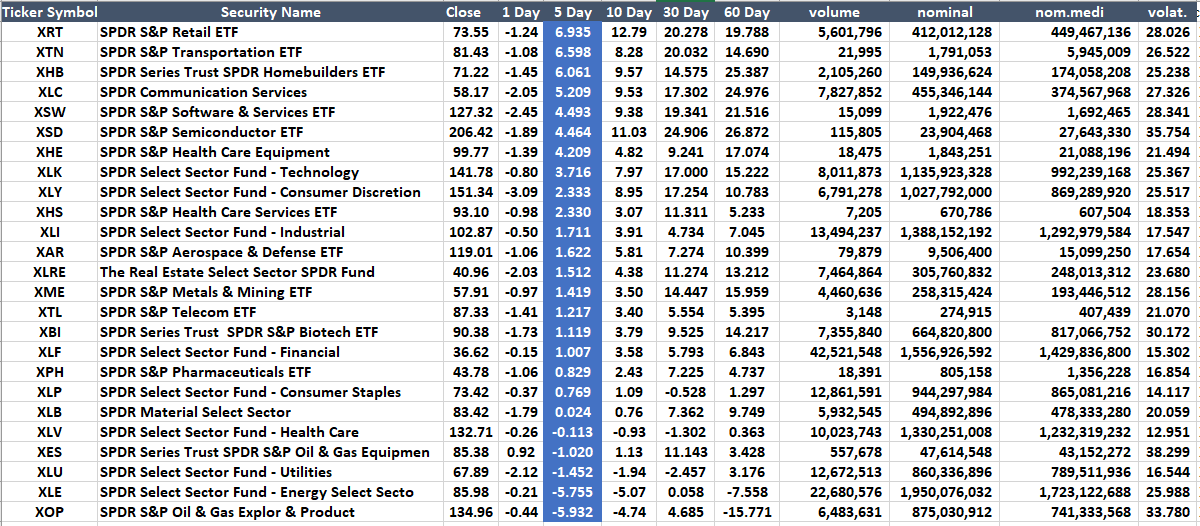 Ticker Symbol Security Name Close 1 Day 5 Day 10 Day 30 Day 60 Day volume nominal nom.medi volat.
XRT SPDR S&P Retail ETF 73.55 -1.24 6.935 12.79 20.278 19.788 5,601,796 412,012,128 449,467,136 28.026
XTN SPDR S&P Transportation ETF 81.43 -1.08 6.598 8.28 20.032 14.690 21,995 1,791,053 5,945,009 26.522
XHB SPDR Series Trust SPDR Homebuilders ETF 71.22 -1.45 6.061 9.57 14.575 25.387 2,105,260 149,936,624 174,058,208 25.238
XLC SPDR Communication Services 58.17 -2.05 5.209 9.53 17.302 24.976 7,827,852 455,346,144 374,567,968 27.326
XSW SPDR S&P Software & Services ETF 127.32 -2.45 4.493 9.38 19.341 21.516 15,099 1,922,476 1,692,465 28.341
XSD SPDR S&P Semiconductor ETF 206.42 -1.89 4.464 11.03 24.906 26.872 115,805 23,904,468 27,643,330 35.754
XHE SPDR S&P Health Care Equipment 99.77 -1.39 4.209 4.82 9.241 17.074 18,475 1,843,251 21,088,196 21.494
XLK SPDR Select Sector Fund - Technology 141.78 -0.80 3.716 7.97 17.000 15.222 8,011,873 1,135,923,328 992,239,168 25.367
XLY SPDR Select Sector Fund - Consumer Discretion 151.34 -3.09 2.333 8.95 17.254 10.783 6,791,278 1,027,792,000 869,289,920 25.517
XHS SPDR S&P Health Care Services ETF 93.10 -0.98 2.330 3.07 11.311 5.233 7,205 670,786 607,504 18.353
XLI SPDR Select Sector Fund - Industrial 102.87 -0.50 1.711 3.91 4.734 7.045 13,494,237 1,388,152,192 1,292,979,584 17.547
XAR SPDR S&P Aerospace & Defense ETF 119.01 -1.06 1.622 5.81 7.274 10.399 79,879 9,506,400 15,099,250 17.654
XLRE The Real Estate Select Sector SPDR Fund 40.96 -2.03 1.512 4.38 11.274 13.212 7,464,864 305,760,832 248,013,312 23.680
XME SPDR S&P Metals & Mining ETF 57.91 -0.97 1.419 3.50 14.447 15.959 4,460,636 258,315,424 193,446,512 28.156
XTL SPDR S&P Telecom ETF 87.33 -1.41 1.217 3.40 5.554 5.395 3,148 274,915 407,439 21.070
XBI SPDR Series Trust SPDR S&P Biotech ETF 90.38 -1.73 1.119 3.79 9.525 14.217 7,355,840 664,820,800 817,066,752 30.172
XLF SPDR Select Sector Fund - Financial 36.62 -0.15 1.007 3.58 5.793 6.843 42,521,548 1,556,926,592 1,429,836,800 15.302
XPH SPDR S&P Pharmaceuticals ETF 43.78 -1.06 0.829 2.43 7.225 4.737 18,391 805,158 1,356,228 16.854
XLP SPDR Select Sector Fund - Consumer Staples 73.42 -0.37 0.769 1.09 -0.528 1.297 12,861,591 944,297,984 865,081,216 14.117
XLB SPDR Material Select Sector 83.42 -1.79 0.024 0.76 7.362 9.749 5,932,545 494,892,896 478,333,280 20.059
XLV SPDR Select Sector Fund - Health Care 132.71 -0.26 -0.113 -0.93 -1.302 0.363 10,023,743 1,330,251,008 1,232,319,232 12.951
XES SPDR Series Trust SPDR S&P Oil & Gas Equipmen 85.38 0.92 -1.020 1.13 11.143 3.428 557,678 47,614,548 43,152,272 38.299
XLU SPDR Select Sector Fund - Utilities 67.89 -2.12 -1.452 -1.94 -2.457 3.176 12,672,513 860,336,896 789,511,936 16.544
XLE SPDR Select Sector Fund - Energy Select Secto 85.98 -0.21 -5.755 -5.07 0.058 -7.558 22,680,576 1,950,076,032 1,723,122,688 25.988
XOP SPDR S&P Oil & Gas Explor & Product 134.96 -0.44 -5.932 -4.74 4.685 -15.771 6,483,631 875,030,912 741,333,568 33.780